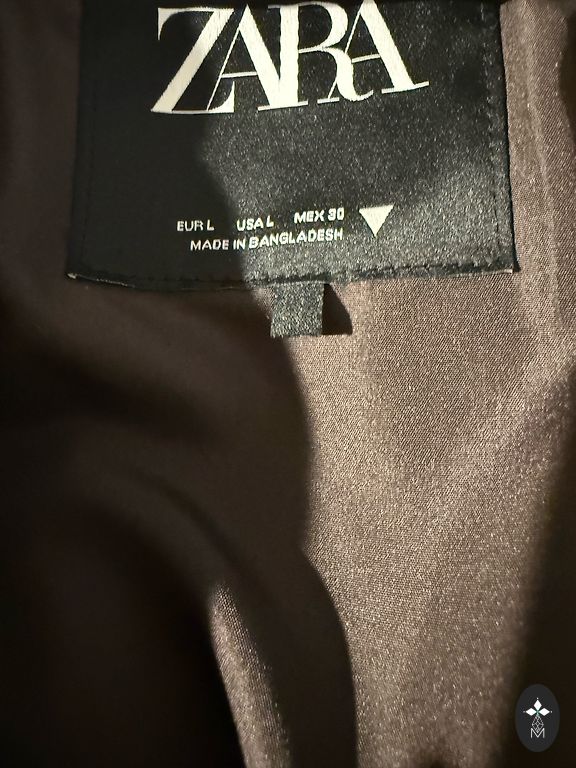 ZARA
EUR L USA L MEX 30
MADE IN BANGLADESH
M